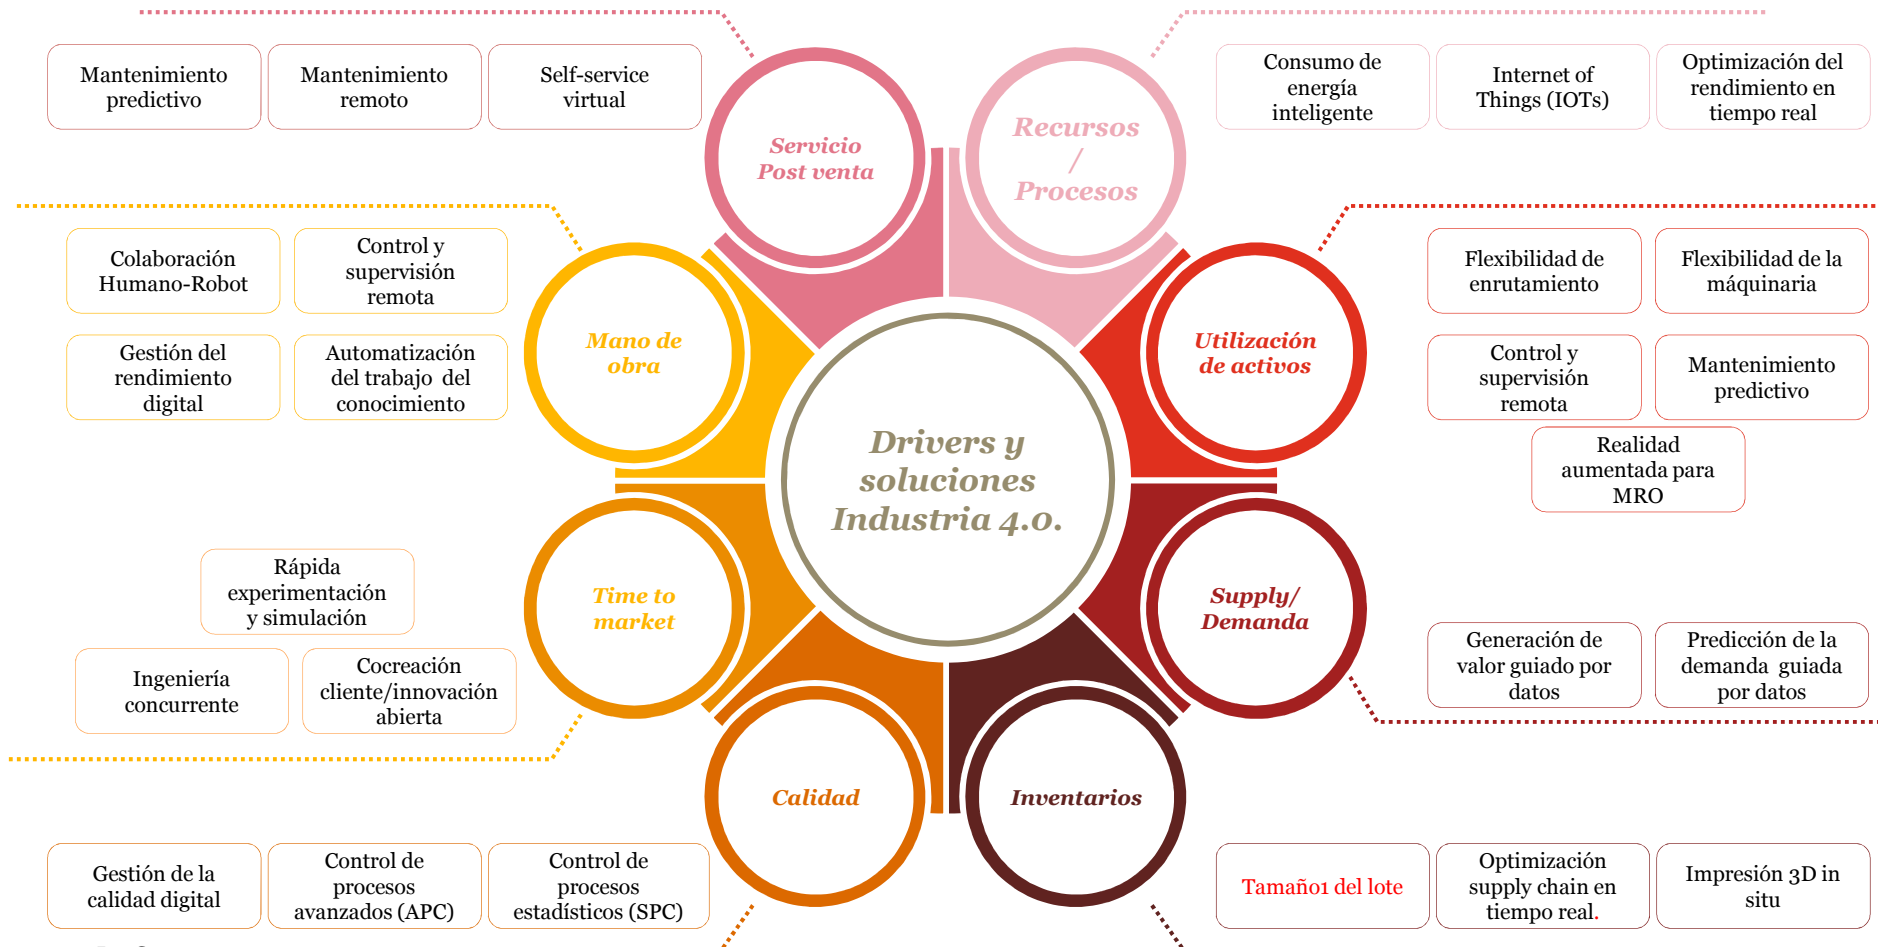 Mantenimiento
predictivo
Mantenimiento
remoto
Self-service
virtual
Servicio
Post venta
Recursos
/
Procesos
Consumo de
energía
inteligente
Internet of
Things (IOTs)
Optimización del
rendimiento en
tiempo real
Colaboración
Humano-Robot
Control y
supervisión
remota
Gestión del
rendimiento
digital
Automatización
del trabajo del
conocimiento
Mano de
obra
Utilización
de activos
Flexibilidad de
enrutamiento
Flexibilidad de la
máquinaria
Control y
supervisión
remota
Mantenimiento
predictivo
Realidad
aumentada para
MRO
Drivers y
soluciones
Industria 4.0.
Rápida
experimentación
y simulación
Ingeniería
concurrente
Cocreación
cliente/innovación
abierta
Time to
market
Supply/
Demanda
Generación de
valor guiado por
datos
Predicción de la
demanda guiada
por datos
Calidad
Inventarios
Gestión de la
calidad digital
Control de
procesos
avanzados (APC)
Control de
procesos
estadísticos (SPC)
Tamaño1 del lote
Optimización
supply chain en
tiempo real.
Impresión 3D in
situ